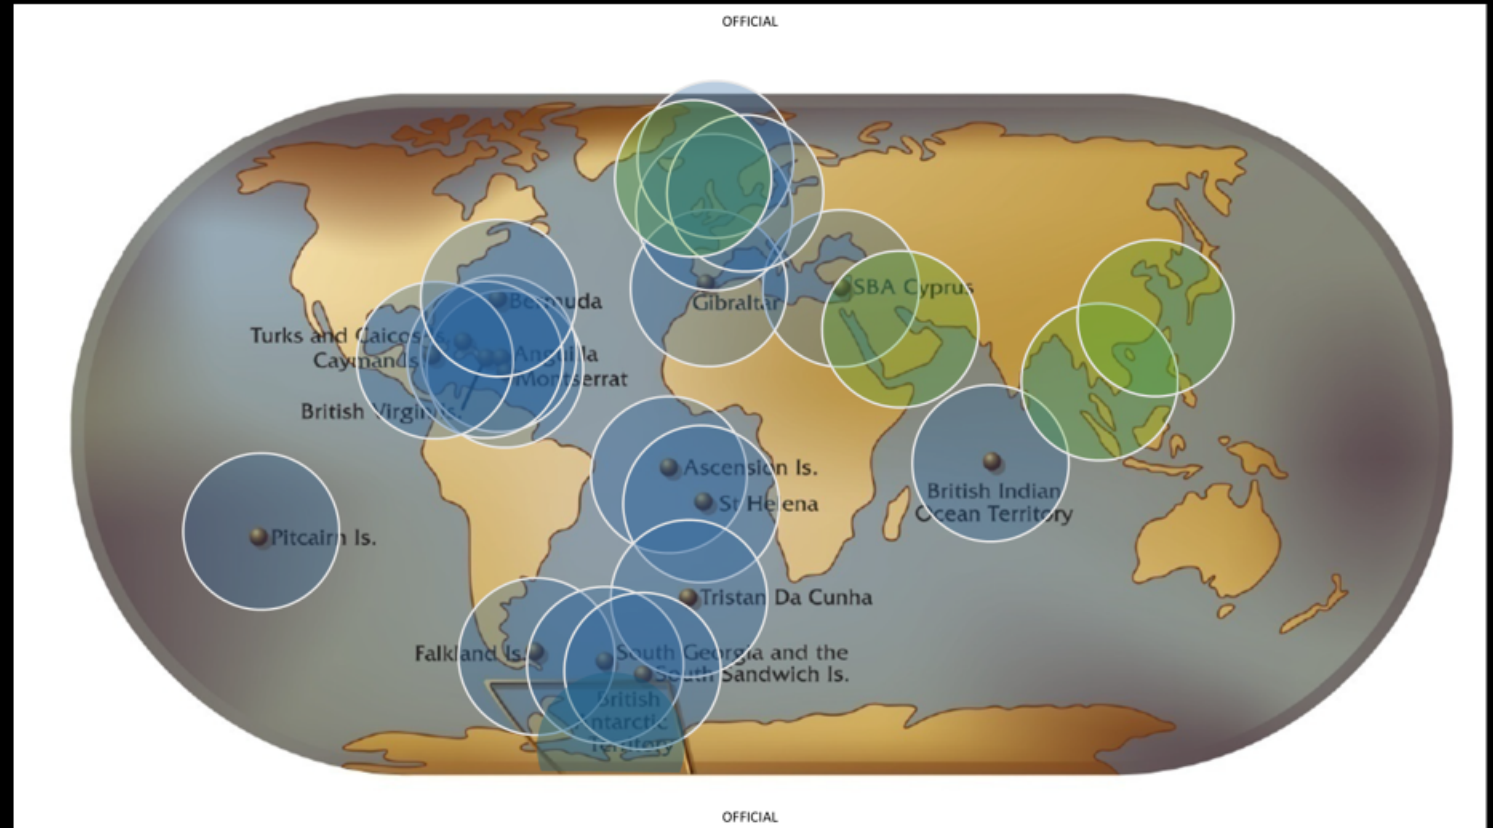 OFFICIAL
Bermuda
SBA Cyprus
Gibraltar
Turks and Caicos
Caymans
Anguilla
Montserrat
British Virgin Is.
Ascension Is.
St Helena
British Indian
Ocean Territory
Pitcairn Is.
Tristan Da Cunha
Falkland Is.
South Georgia and the
South Sandwich Is.
British
Antarctic
Territory
OFFICIAL